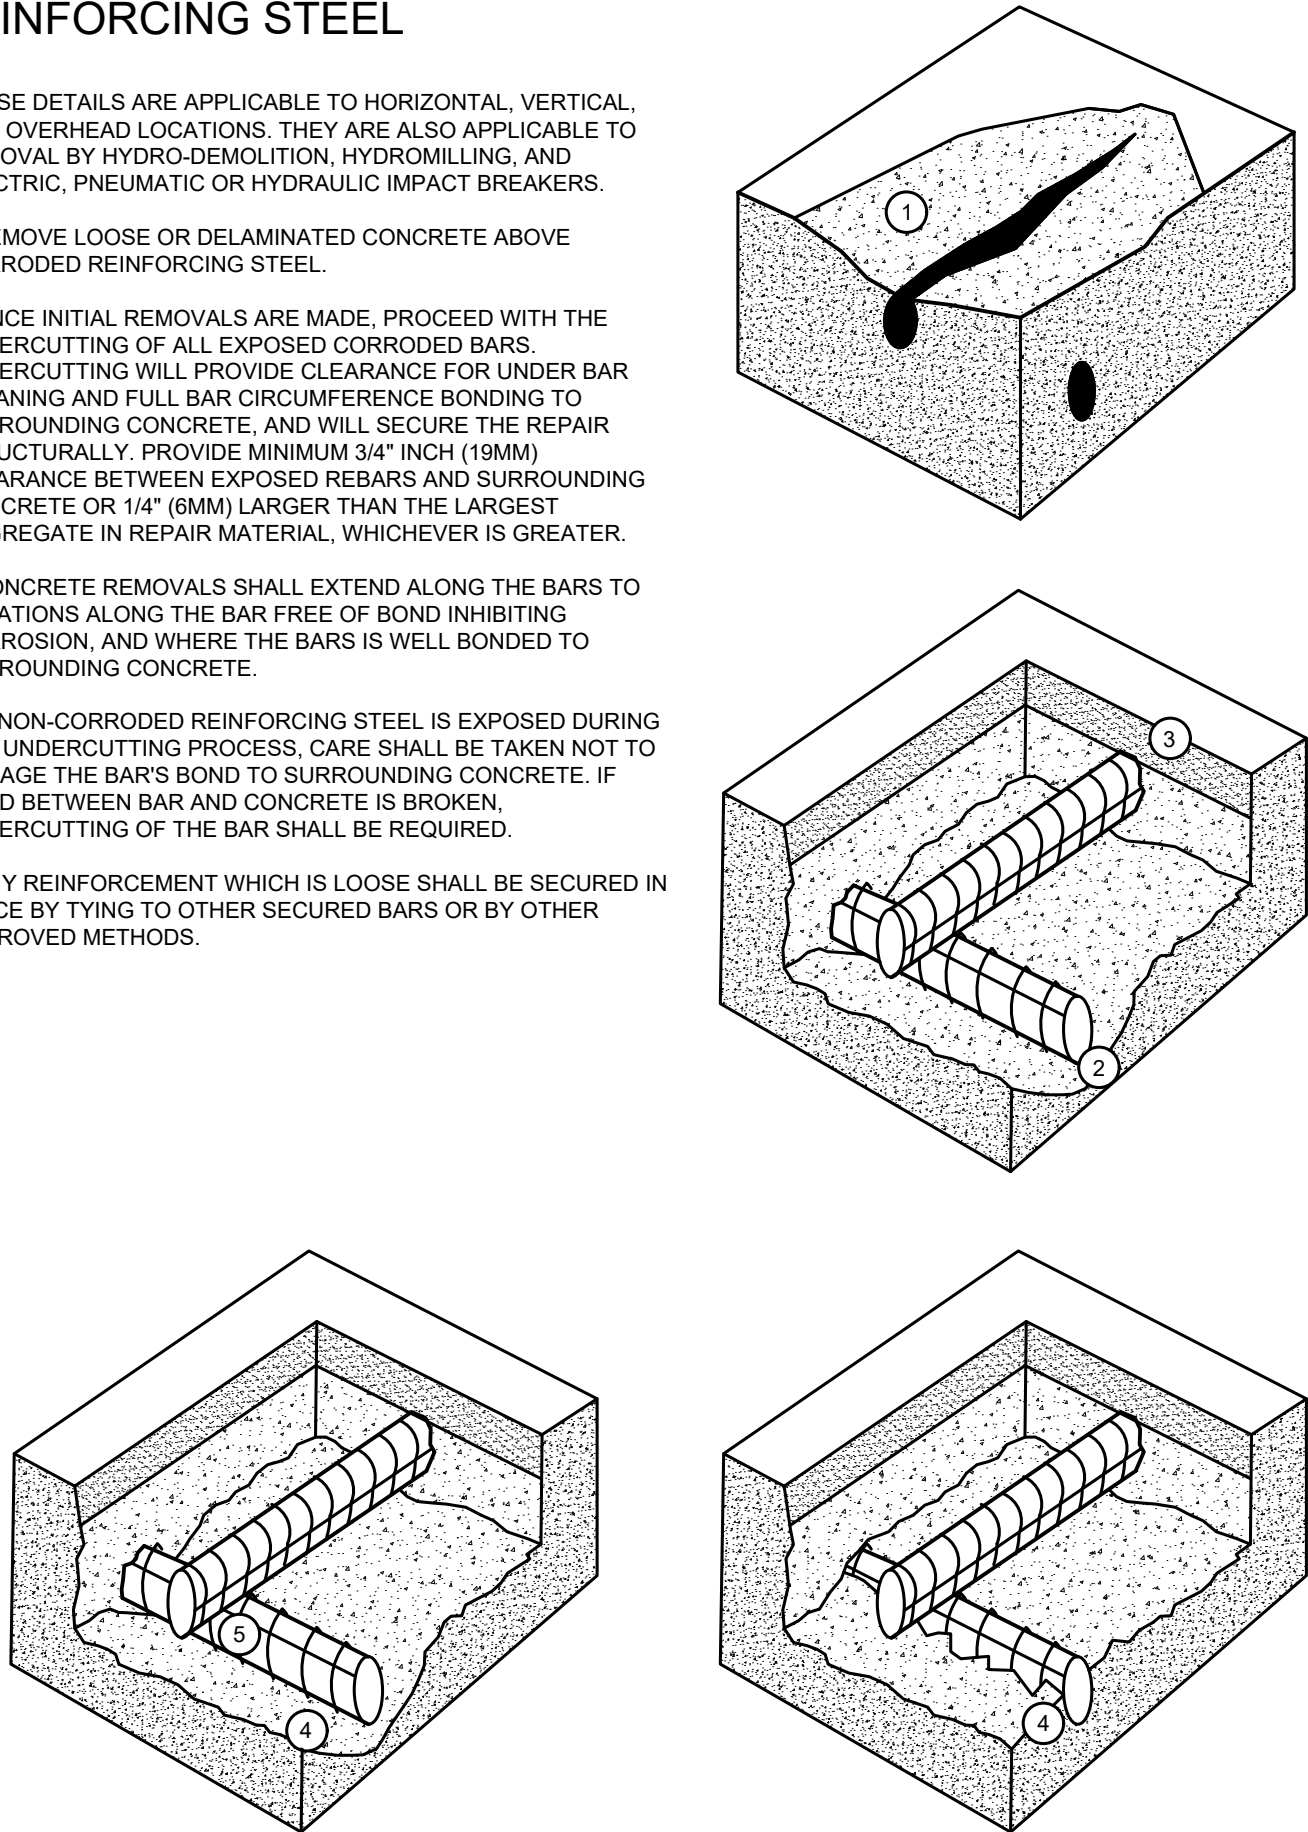 INFORCING STEEL
SE DETAILS ARE APPLICABLE TO HORIZONTAL, VERTICAL,
OVERHEAD LOCATIONS. THEY ARE ALSO APPLICABLE TO
OVAL BY HYDRO-DEMOLITION, HYDROMILLING, AND
CTRIC, PNEUMATIC OR HYDRAULIC IMPACT BREAKERS.
EMOVE LOOSE OR DELAMINATED CONCRETE ABOVE
RODED REINFORCING STEEL.
NCE INITIAL REMOVALS ARE MADE, PROCEED WITH THE
ERCUTTING OF ALL EXPOSED CORRODED BARS.
ERCUTTING WILL PROVIDE CLEARANCE FOR UNDER BAR
ANING AND FULL BAR CIRCUMFERENCE BONDING TO
ROUNDING CONCRETE, AND WILL SECURE THE REPAIR
UCTURALLY. PROVIDE MINIMUM 3/4" INCH (19MM)
ARANCE BETWEEN EXPOSED REBARS AND SURROUNDING
CRETE OR 1/4" (6MM) LARGER THAN THE LARGEST
GREGATE IN REPAIR MATERIAL, WHICHEVER IS GREATER.
ONCRETE REMOVALS SHALL EXTEND ALONG THE BARS TO
ATIONS ALONG THE BAR FREE OF BOND INHIBITING
ROSION, AND WHERE THE BARS IS WELL BONDED TO
ROUNDING CONCRETE.
NON-CORRODED REINFORCING STEEL IS EXPOSED DURING
UNDERCUTTING PROCESS, CARE SHALL BE TAKEN NOT TO
AGE THE BAR'S BOND TO SURROUNDING CONCRETE. IF
D BETWEEN BAR AND CONCRETE IS BROKEN,
ERCUTTING OF THE BAR SHALL BE REQUIRED.
Y REINFORCEMENT WHICH IS LOOSE SHALL BE SECURED IN
CE BY TYING TO OTHER SECURED BARS OR BY OTHER
ROVED METHODS.
1
3
2
5
4
4